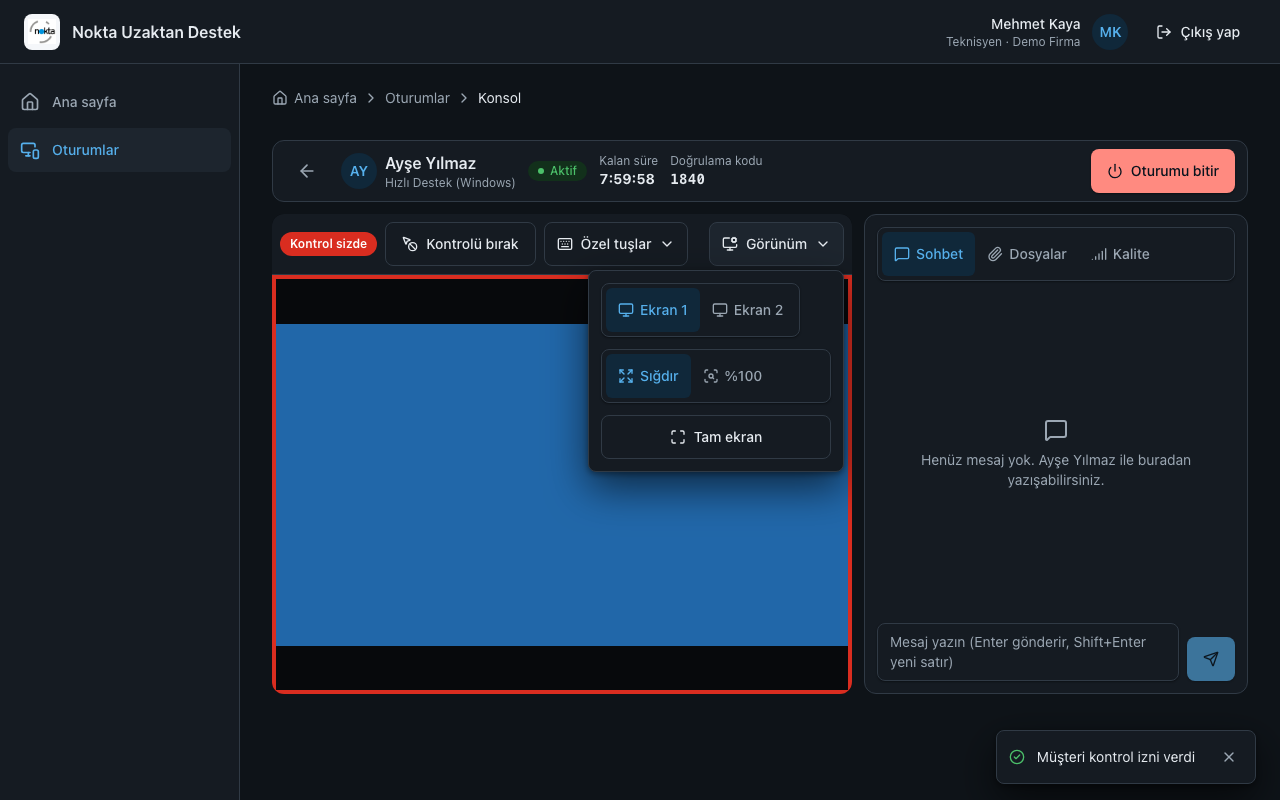 nokta
Nokta Uzaktan Destek
Mehmet Kaya
Teknisyen · Demo Firma
MK
Çıkış yap
Ana sayfa
Oturumlar
Ana sayfa
Oturumlar
Konsol
AY
Ayşe Yılmaz
Hızlı Destek (Windows)
Aktif
Kalan süre
7:59:58
Doğrulama kodu
1840
Oturumu bitir
Kontrol sizde
Kontrolü bırak
Özel tuşlar
Görünüm
Ekran 1
Ekran 2
Sığdır
%100
Tam ekran
Sohbet
Dosyalar
Kalite
Henüz mesaj yok. Ayşe Yılmaz ile buradan
yazışabilirsiniz.
Mesaj yazın (Enter gönderir, Shift+Enter
yeni satır)
Müşteri kontrol izni verdi